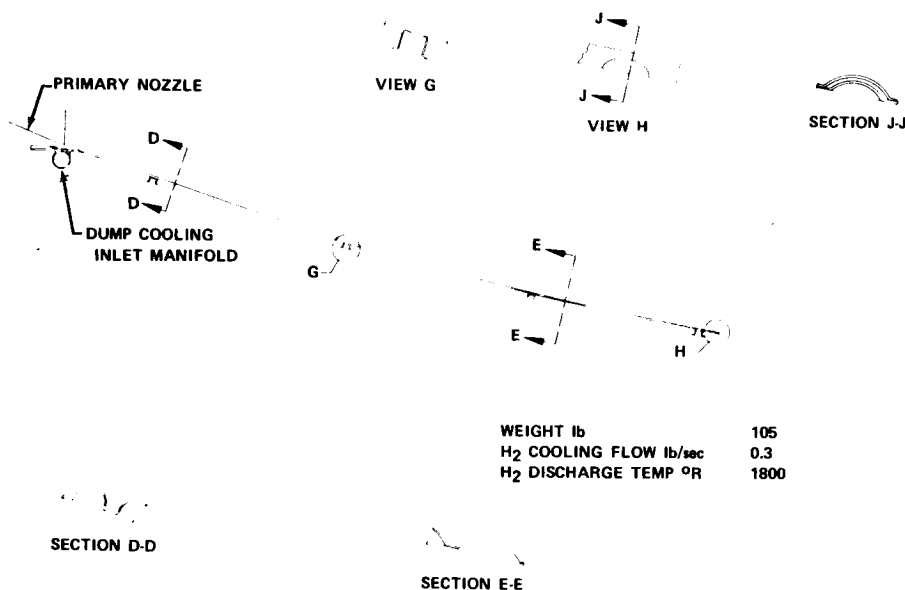 J
J
VIEW G
VIEW H
SECTION J-J
PRIMARY NOZZLE
D
D
DUMP COOLING
INLET MANIFOLD
G
E
E
H
WEIGHT lb 105
H2 COOLING FLOW lb/sec 0.3
H2 DISCHARGE TEMP °R 1800
SECTION D-D
SECTION E-E